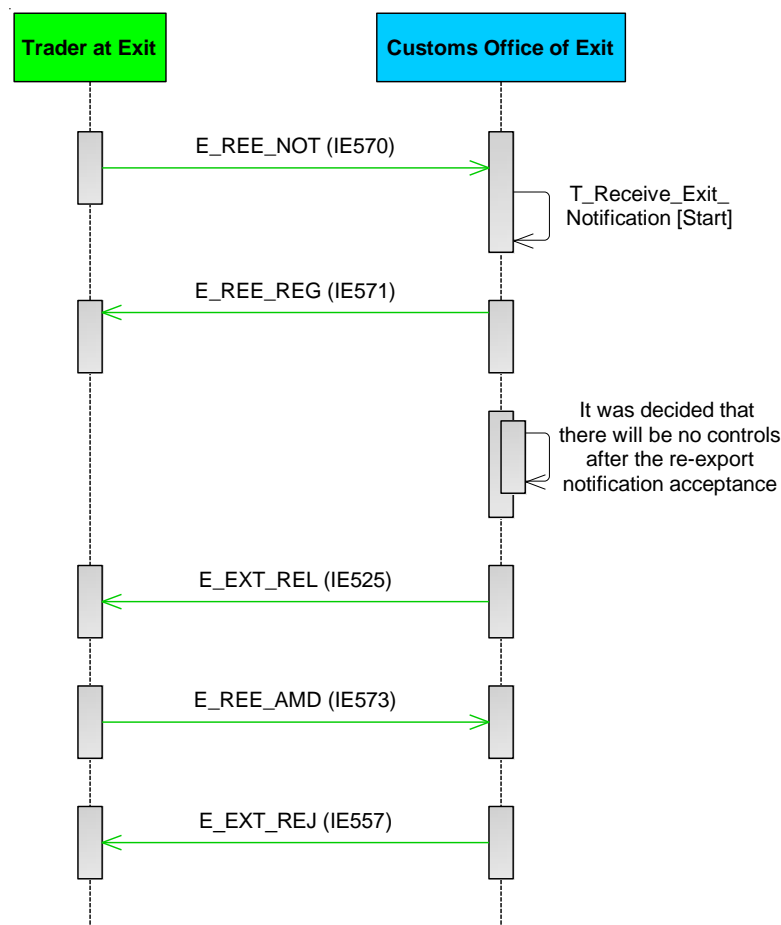 Trader at Exit
Customs Office of Exit
E_REE_NOT (IE570)
T_Receive_Exit_
Notification [Start]
E_REE_REG (IE571)
It was decided that
there will be no controls
after the re-export
notification acceptance
E_EXT_REL (IE525)
E_REE_AMD (IE573)
E_EXT_REJ (IE557)